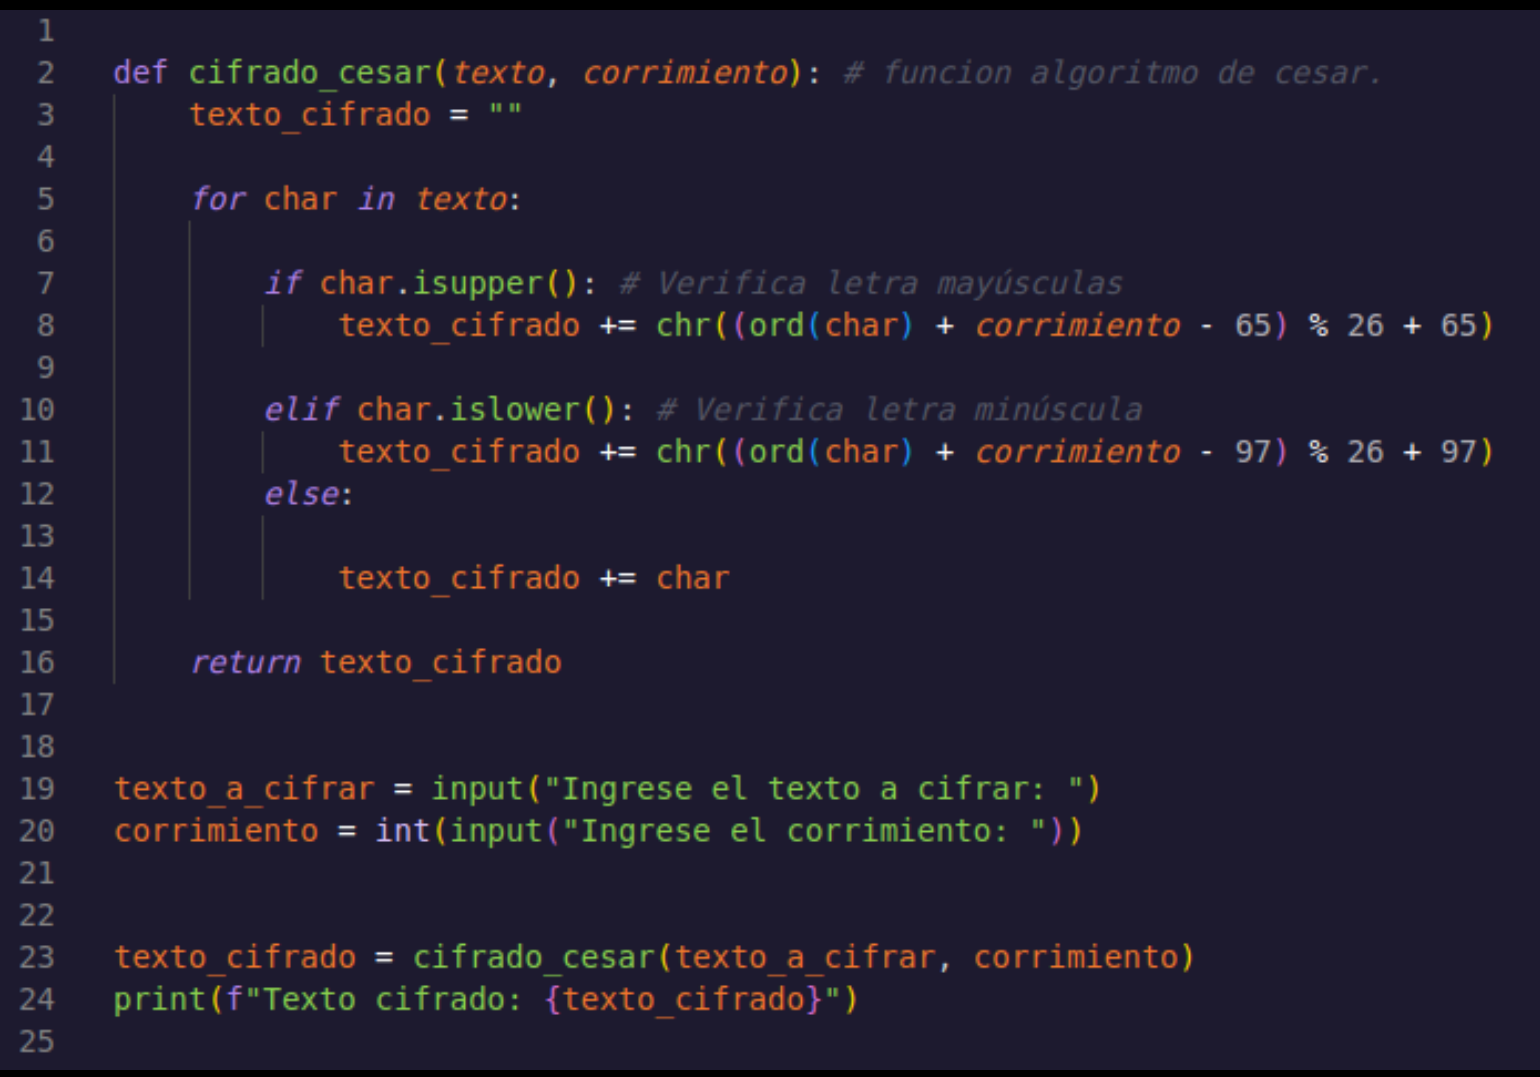 1
2 def cifrado_cesar(texto, corrimiento): # funcion algoritmo de cesar.
3     texto_cifrado = ""
4
5     for char in texto:
6
7         if char.isupper(): # Verifica letra mayúsculas
8             texto_cifrado += chr((ord(char) + corrimiento - 65) % 26 + 65)
9
10         elif char.islower(): # Verifica letra minúscula
11             texto_cifrado += chr((ord(char) + corrimiento - 97) % 26 + 97)
12         else:
13
14             texto_cifrado += char
15
16     return texto_cifrado
17
18
19 texto_a_cifrar = input("Ingrese el texto a cifrar: ")
20 corrimiento = int(input("Ingrese el corrimiento: "))
21
22
23 texto_cifrado = cifrado_cesar(texto_a_cifrar, corrimiento)
24 print(f"Texto cifrado: {texto_cifrado}")
25